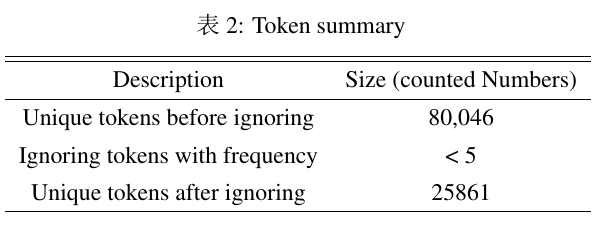 表 2: Token summary
Description Size (counted Numbers)
Unique tokens before ignoring 80,046
Ignoring tokens with frequency < 5
Unique tokens after ignoring 25861